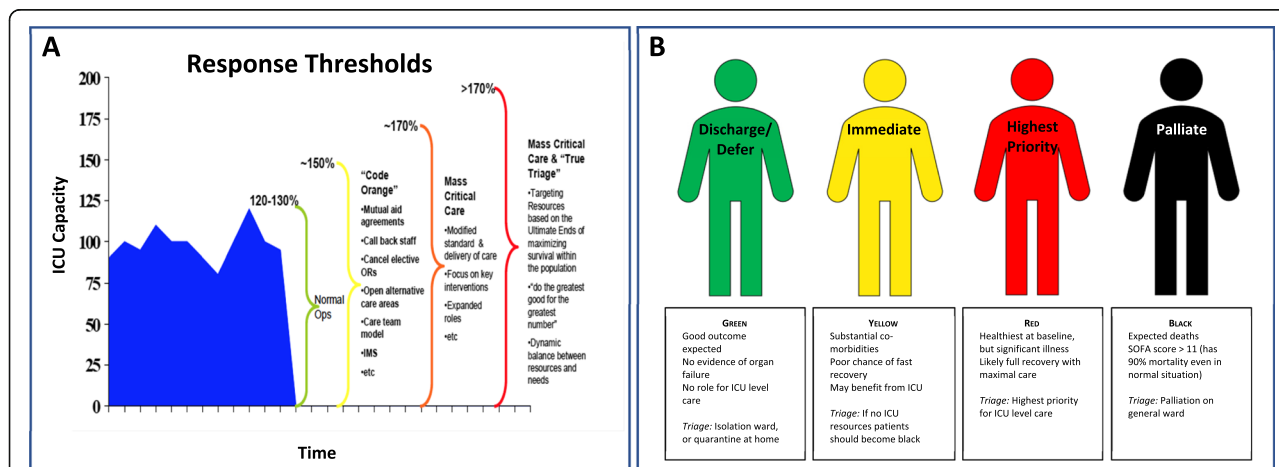 A
Response Thresholds
ICU Capacity
200
175
150
125
100
75
50
25
0
Time
120-130%
Normal
Ops
~150%
“Code
Orange”
•Mutual aid
agreements
•Call back staff
•Cancel elective
ORs
•Open alternative
care areas
•Care team
model
•IMS
•etc
~170%
Mass
Critical
Care
•Modified
standard &
delivery of care
•Focus on key
interventions
•Expanded
roles
•etc
>170%
Mass Critical
Care & “True
Triage”
•Targeting
Resources
based on the
Ultimate Ends of
maximizing
survival within
the population
•“do the greatest
good for the
greatest
number”
•Dynamic
balance between
resources and
needs
B
Discharge/
Defer
Immediate
Highest
Priority
Palliate
GREEN
Good outcome
expected
No evidence of organ
failure
No role for ICU level
care
Triage: Isolation ward,
or quarantine at home
YELLOW
Substantial co-
morbidities
Poor chance of fast
recovery
May benefit from ICU
Triage: If no ICU
resources patients
should become black
RED
Healthiest at baseline,
but significant illness
Likely full recovery with
maximal care
Triage: Highest priority
for ICU level care
BLACK
Expected deaths
SOFA score > 11 (has
90% mortality even in
normal situation)
Triage: Palliation on
general ward